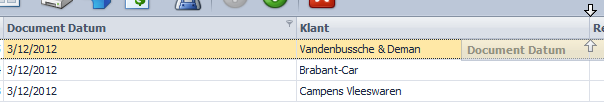 Document Datum Klant Re
3/12/2012 Vandenbussche & Deman Document Datum
3/12/2012 Brabant-Car
3/12/2012 Campens Vleeswaren